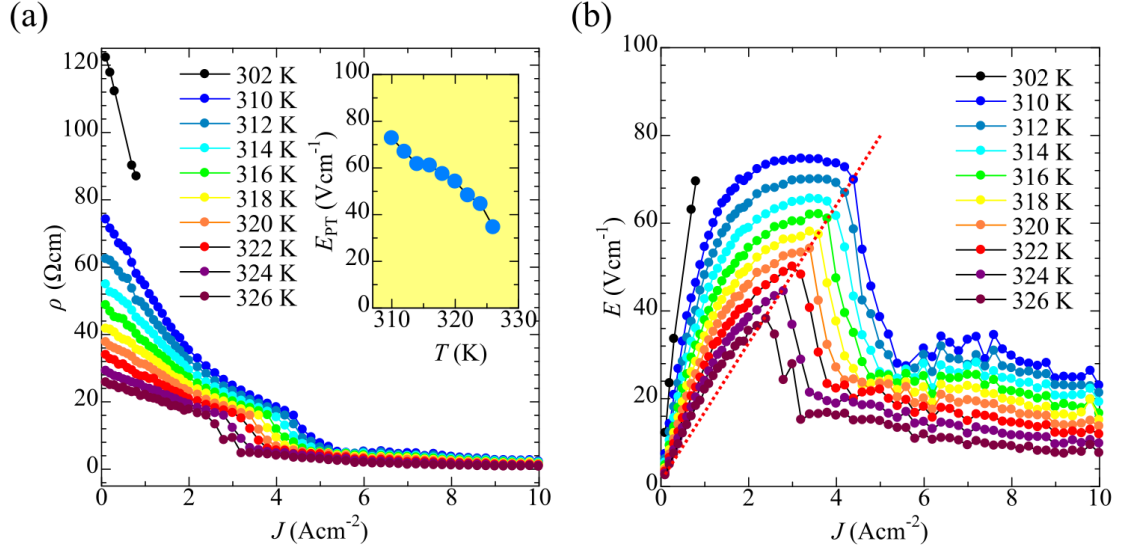 (a)
120
100
80
60
40
20
0
ρ (Ωcm)
0
2
4
6
8
10
J (Acm⁻²)
302 K
310 K
312 K
314 K
316 K
318 K
320 K
322 K
324 K
326 K
100
80
60
40
20
0
E_PT (Vcm⁻¹)
310
320
330
T (K)
(b)
100
80
60
40
20
0
E (Vcm⁻¹)
0
2
4
6
8
10
J (Acm⁻²)
302 K
310 K
312 K
314 K
316 K
318 K
320 K
322 K
324 K
326 K